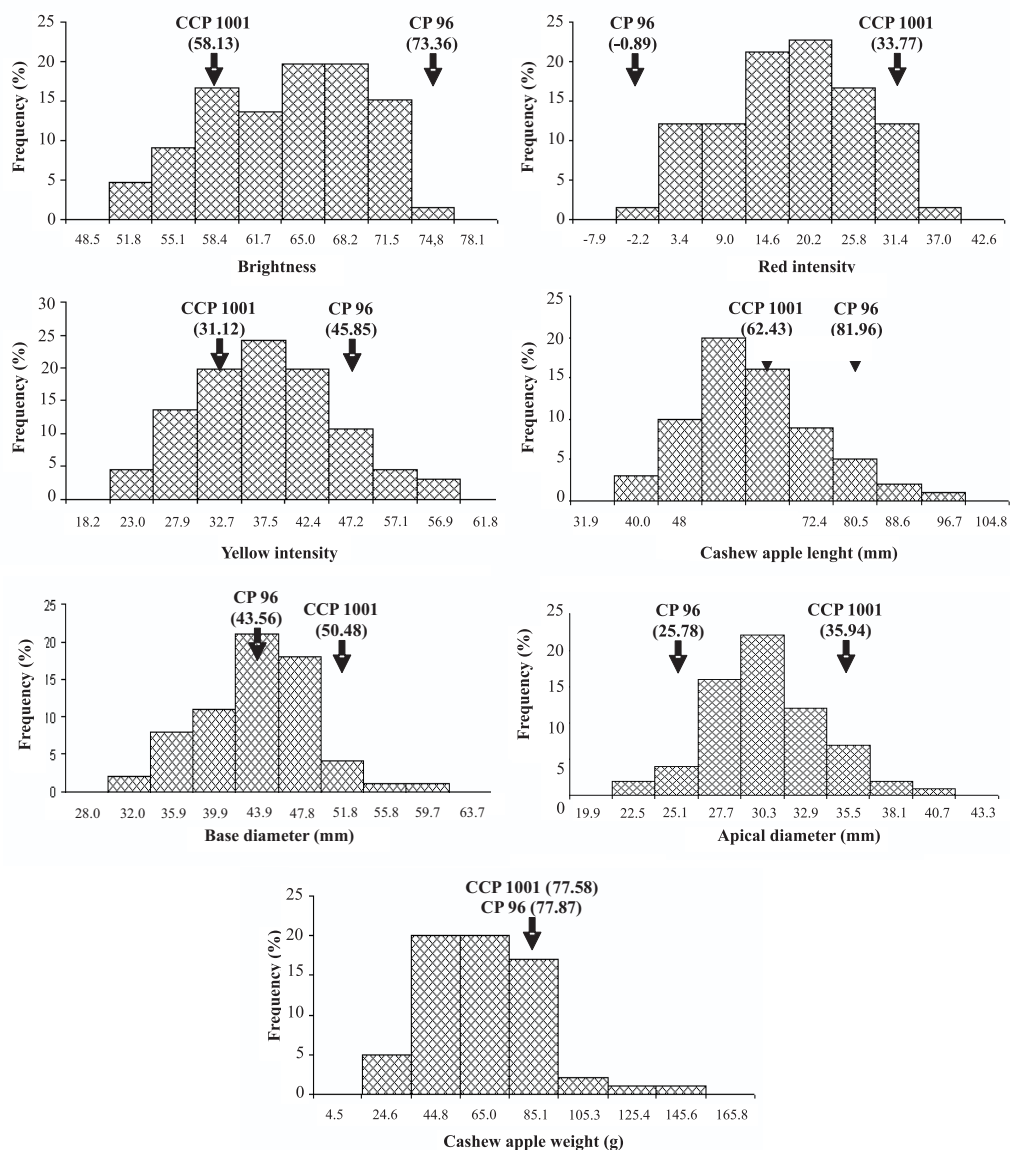 CCP 1001
(58.13)
CP 96
(73.36)
25
20
15
10
5
0
Frequency (%)
48.5 51.8 55.1 58.4 61.7 65.0 68.2 71.5 74,8 78.1
Brightness
CP 96
(-0.89)
CCP 1001
(33.77)
25
20
15
10
5
0
Frequency (%)
-7.9 -2.2 3.4 9.0 14.6 20.2 25.8 31.4 37.0 42.6
Red intensity
CCP 1001
(31.12)
CP 96
(45.85)
30
25
20
15
10
5
0
Frequency (%)
18.2 23.0 27.9 32.7 37.5 42.4 47.2 57.1 56.9 61.8
Yellow intensity
CCP 1001
(62.43)
CP 96
(81.96)
25
20
15
10
5
0
Frequency (%)
31.9 40.0 48 72.4 80.5 88.6 96.7 104.8
Cashew apple lenght (mm)
CP 96
(43.56)
CCP 1001
(50.48)
25
20
15
10
5
0
Frequency (%)
28.0 32.0 35.9 39.9 43.9 47.8 51.8 55.8 59.7 63.7
Base diameter (mm)
CP 96
(25.78)
CCP 1001
(35.94)
25
20
15
10
5
0
Frequency (%)
19.9 22.5 25.1 27.7 30.3 32.9 35.5 38.1 40.7 43.3
Apical diameter (mm)
CCP 1001 (77.58)
CP 96 (77.87)
25
20
15
10
5
0
Frequency (%)
4.5 24.6 44.8 65.0 85.1 105.3 125.4 145.6 165.8
Cashew apple weight (g)